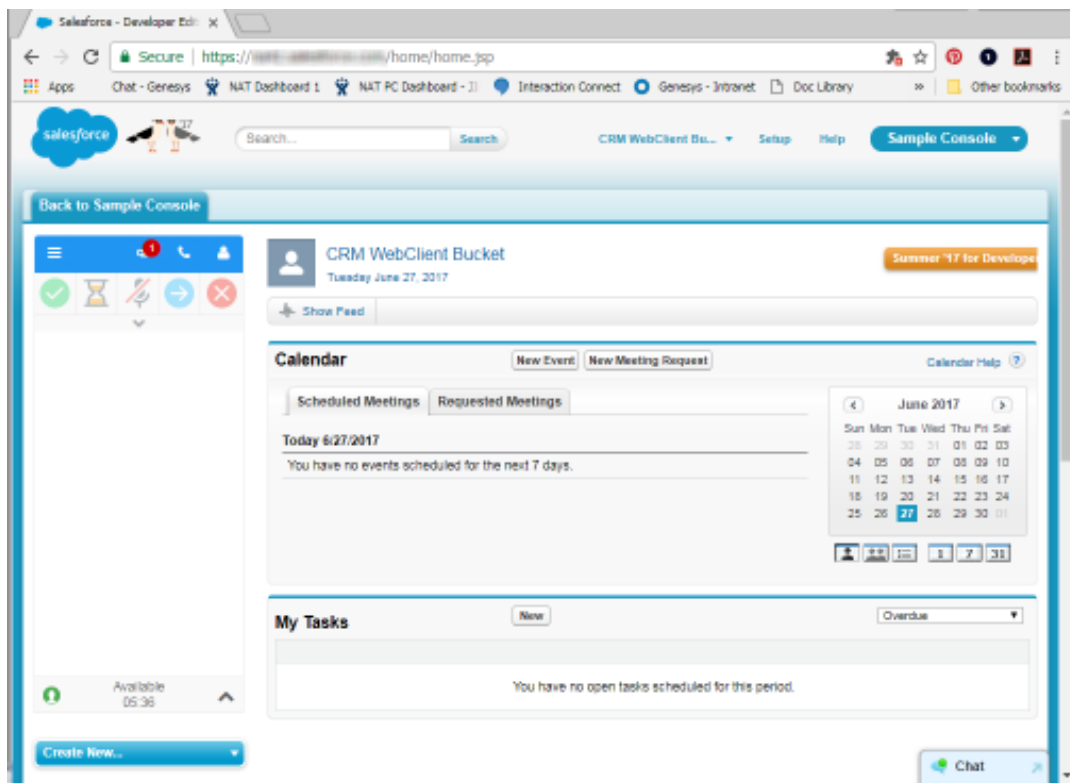 Salesforce - Developer Edi
Secure | https:// /home/home.jsp
Apps Chat - Genesys NAT Dashboard 1 NAT PC Dashboard - Interaction Connect Genesys - Intranet Doc Library » Other bookmarks
salesforce '17 Search... Search CRM WebClient Bu... Setup Help Sample Console
Back to Sample Console
1
CRM WebClient Bucket
Tuesday June 27, 2017
Summer '17 for Develope
Show Feed
Calendar New Event New Meeting Request Calendar Help ?
Scheduled Meetings Requested Meetings
Today 6/27/2017
You have no events scheduled for the next 7 days.
< June 2017 >
Sun Mon Tue Wed Thu Fri Sat
28 29 30 31 01 02 03
04 05 06 07 08 09 10
11 12 13 14 15 16 17
18 19 20 21 22 23 24
25 26 27 28 29 30 01
1 7 31
My Tasks New Overdue
You have no open tasks scheduled for this period.
Available
05:36
Create New...
Chat